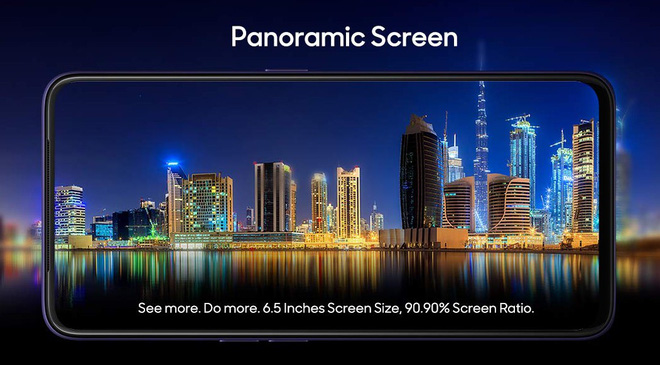 Panoramic Screen
See more. Do more. 6.5 Inches Screen Size, 90.90% Screen Ratio.